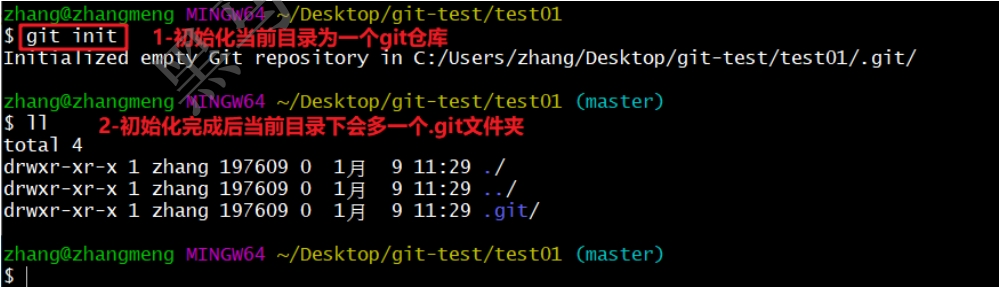 zhang@zhangmeng MINGW64 ~/Desktop/git-test/test01
$ git init 1-初始化当前目录为一个git仓库
Initialized empty Git repository in C:/Users/zhang/Desktop/git-test/test01/.git/
zhang@zhangmeng MINGW64 ~/Desktop/git-test/test01 (master)
$ ll 2-初始化完成后当前目录下会多一个.git文件夹
total 4
drwxr-xr-x 1 zhang 197609 0 1月 9 11:29 ./
drwxr-xr-x 1 zhang 197609 0 1月 9 11:29 ../
drwxr-xr-x 1 zhang 197609 0 1月 9 11:29 .git/
zhang@zhangmeng MINGW64 ~/Desktop/git-test/test01 (master)
$